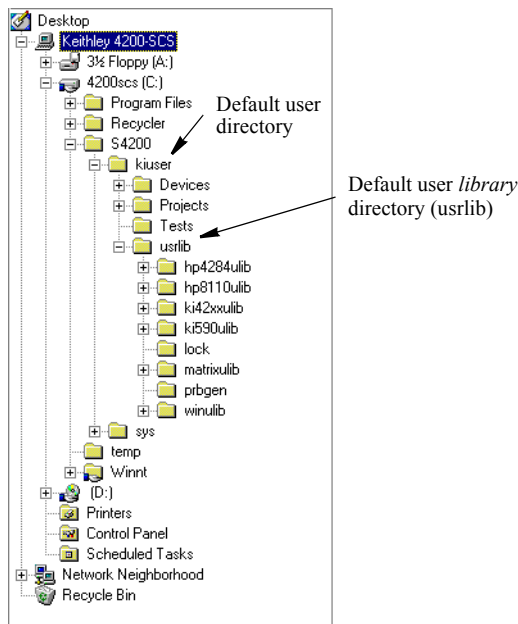 Desktop
Keithley 4200-SCS
3½ Floppy (A:)
4200scs (C:)
Program Files
Recycler
S4200
kiuser
Devices
Projects
Tests
usrlib
hp4284ulib
hp8110ulib
ki42xxulib
ki590ulib
lock
matrixulib
prbgen
winulib
sys
temp
Winnt
(D:)
Printers
Control Panel
Scheduled Tasks
Network Neighborhood
Recycle Bin
Default user
directory
Default user library
directory (usrlib)